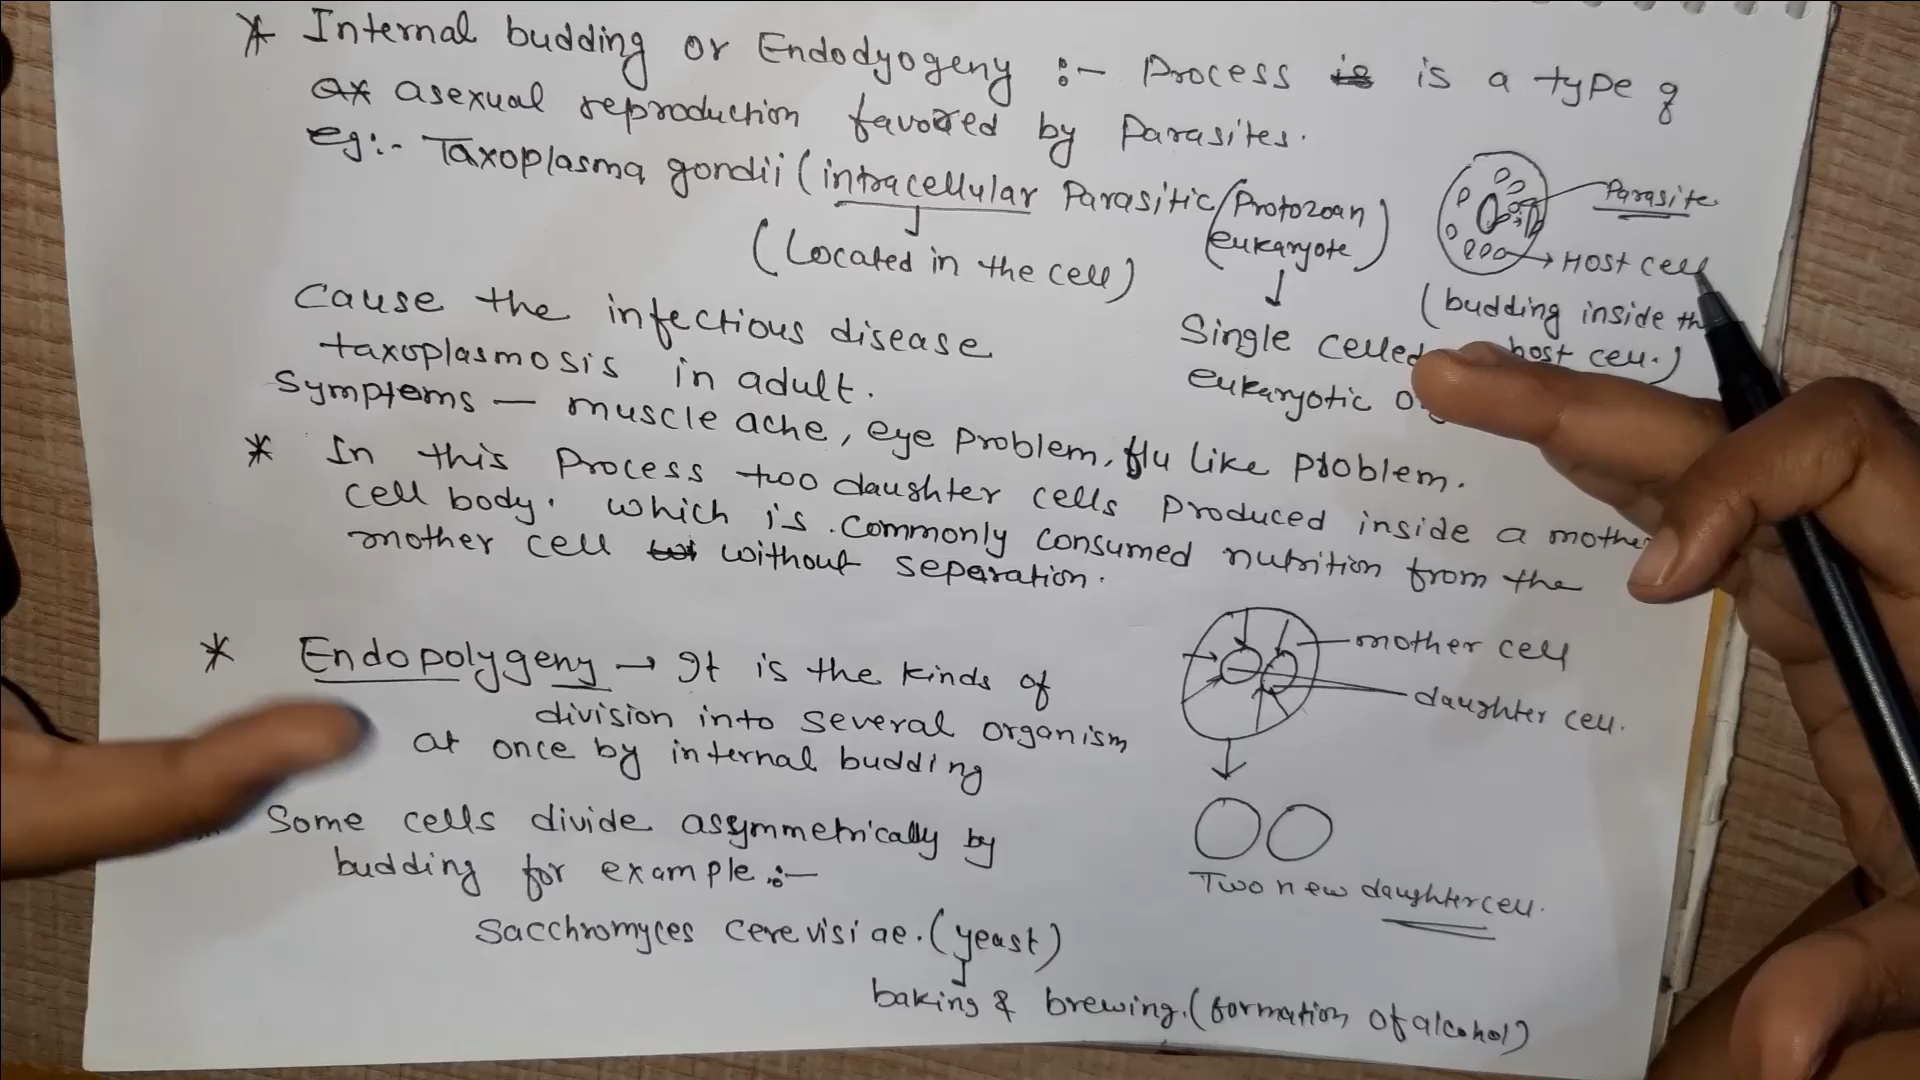 * Internal budding or Endodyogeny :- Process is is a type of
asexual reproduction favored by Parasites.
eg:- Taxoplasma gondii (intracellular Parasitic/Protozoan
eukaryote)
(Located in the cell)
Parasite
Host cell
(budding inside the
host cell.)
Single celled
eukaryotic
Cause the infectious disease
taxoplasmosis in adult.
Symptems — muscle ache, eye problem, flu like problem.
* In this Process two daughter cells produced inside a mother
cell body. which is commonly consumed nutrition from the
mother cell without separation.
* Endopolygeny → It is the kinds of
division into several organism
at once by internal budding
mother cell
daughter cell.
Two new daughter cell.
Some cells divide assymmetrically by
budding for example :-
Sacchromyces cerevisiae. (yeast)
baking & brewing. (formation of alcohol)